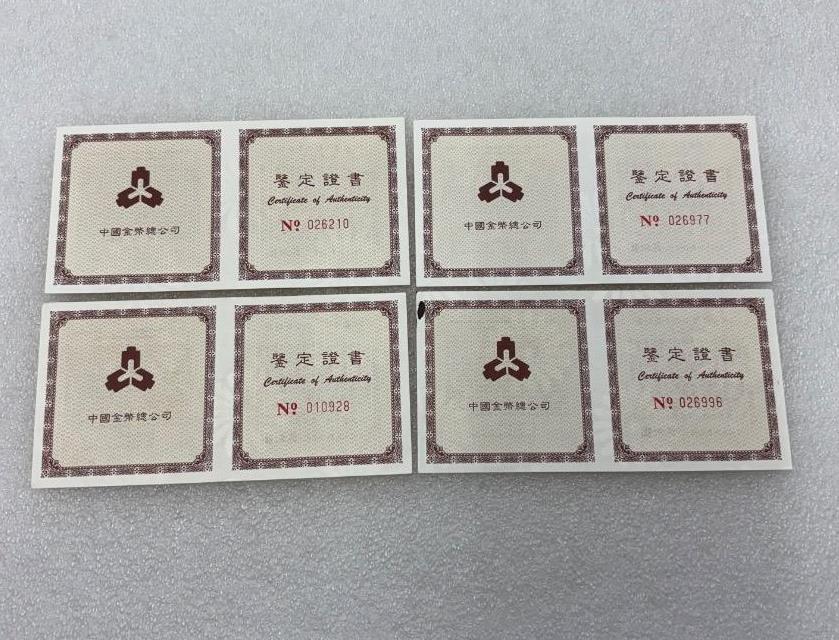 中國金幣總公司
鑒定證書
Certificate of Authenticity
Nº 026210
中國金幣總公司
鑒定證書
Certificate of Authenticity
Nº 026977
中國金幣總公司
鑒定證書
Certificate of Authenticity
Nº 010928
中國金幣總公司
鑒定證書
Certificate of Authenticity
Nº 026996